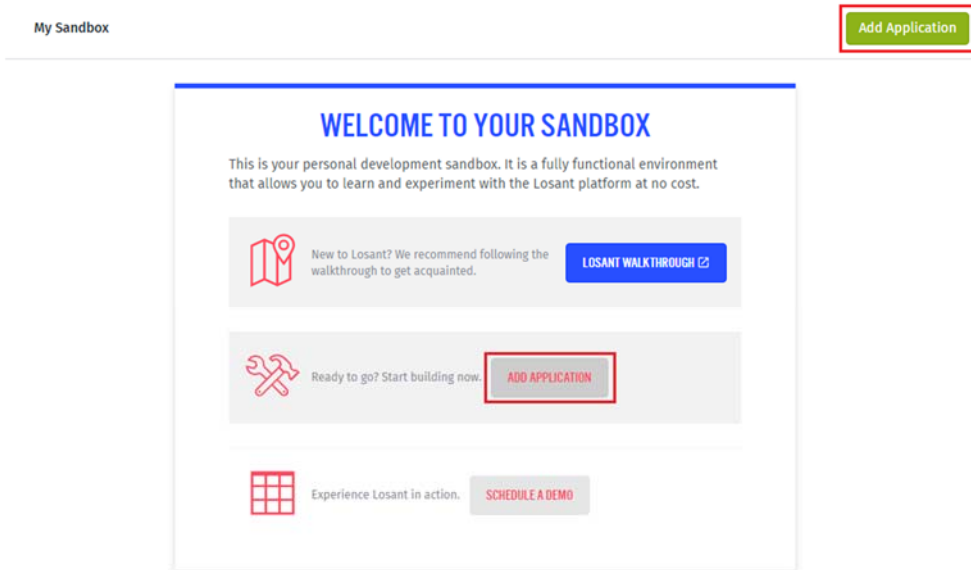 My Sandbox
Add Application
WELCOME TO YOUR SANDBOX
This is your personal development sandbox. It is a fully functional environment
that allows you to learn and experiment with the Losant platform at no cost.
New to Losant? We recommend following the
walkthrough to get acquainted.
LOSANT WALKTHROUGH
Ready to go? Start building now.
ADD APPLICATION
Experience Losant in action.
SCHEDULE A DEMO